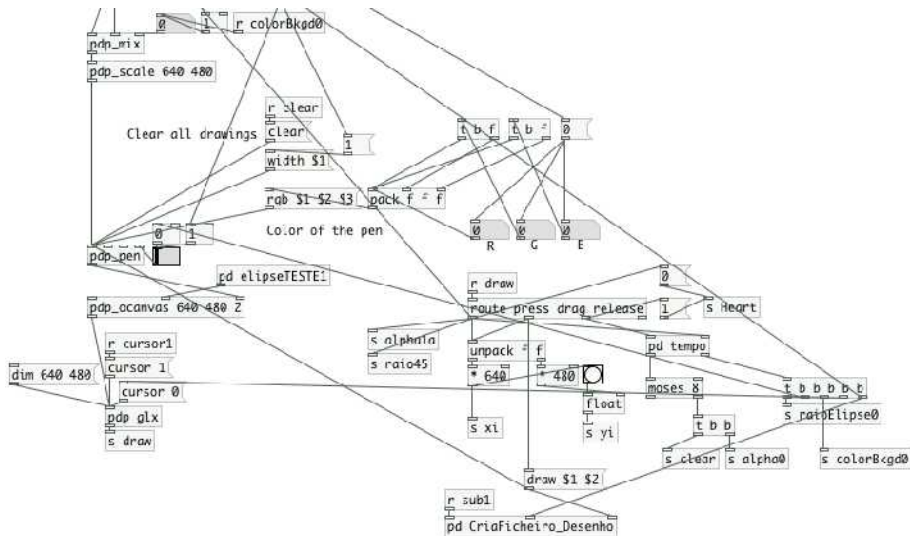 0
1
r colorBkgd0
pdp_mix
pdp_scale 640 480
r clear
Clear all drawings
clear
1
t b f
t b f
0
width $1
rgb $1 $2 $3
pack f f f
Color of the pen
0
0
0
R
G
0
1
pdp_pen
pd elipseTESTE1
0
r draw
pdp_ocanvas 640 480 2
route press drag release
1
s Heart
r cursor1
s alpha1a
unpack f f
pd tempo
dim 640 480
cursor 1
s raio45
* 640
* 480
cursor 0
moses 8
t b b b b b
float
pdp_glx
s raioElipse0
s draw
s xi
s yi
t b b
s clear
s alpha0
s colorBkgd0
draw $1 $2
r sub1
pd CriaFicheiro_Desenho